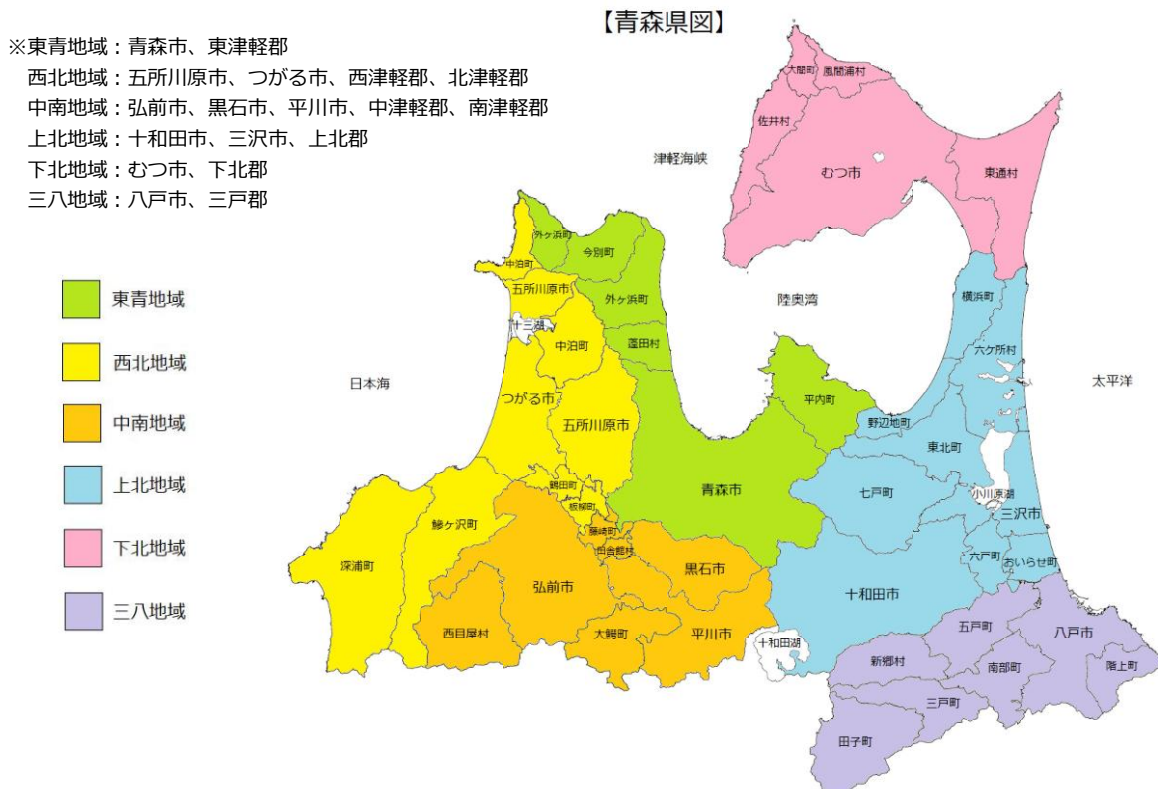 【青森県図】
※東青地域：青森市、東津軽郡
西北地域：五所川原市、つがる市、西津軽郡、北津軽郡
中南地域：弘前市、黒石市、平川市、中津軽郡、南津軽郡
上北地域：十和田市、三沢市、上北郡
下北地域：むつ市、下北郡
三八地域：八戸市、三戸郡
東青地域
西北地域
中南地域
上北地域
下北地域
三八地域
大間町
風間浦村
佐井村
むつ市
東通村
津軽海峡
外ヶ浜町
今別町
中泊町
五所川原市
外ヶ浜町
陸奥湾
横浜町
十三湖
中泊町
蓬田村
六ケ所村
日本海
太平洋
つがる市
五所川原市
平内町
野辺地町
東北町
鶴田町
青森市
七戸町
小川原湖
板柳町
三沢市
鰺ヶ沢町
藤崎町
田舎館村
深浦町
黒石市
六戸町
おいらせ町
弘前市
十和田市
西目屋村
大鰐町
平川市
十和田湖
五戸町
八戸市
新郷村
南部町
階上町
三戸町
田子町